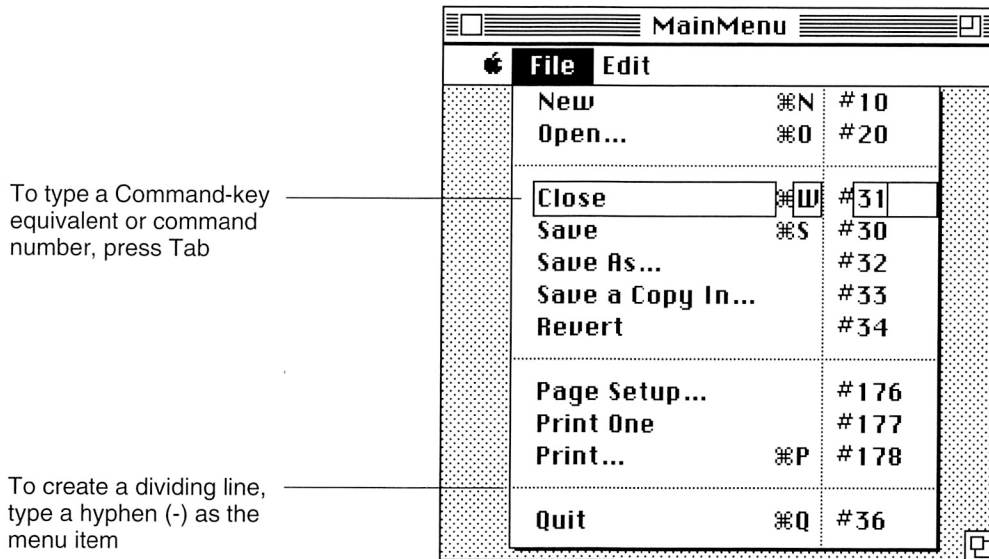 MainMenu
File Edit
New ⌘N #10
Open... ⌘O #20
To type a Command-key
equivalent or command
number, press Tab
Close ⌘W #31
Save ⌘S #30
Save As... #32
Save a Copy In... #33
Revert #34
Page Setup... #176
Print One #177
Print... ⌘P #178
To create a dividing line,
type a hyphen (-) as the
menu item
Quit ⌘Q #36